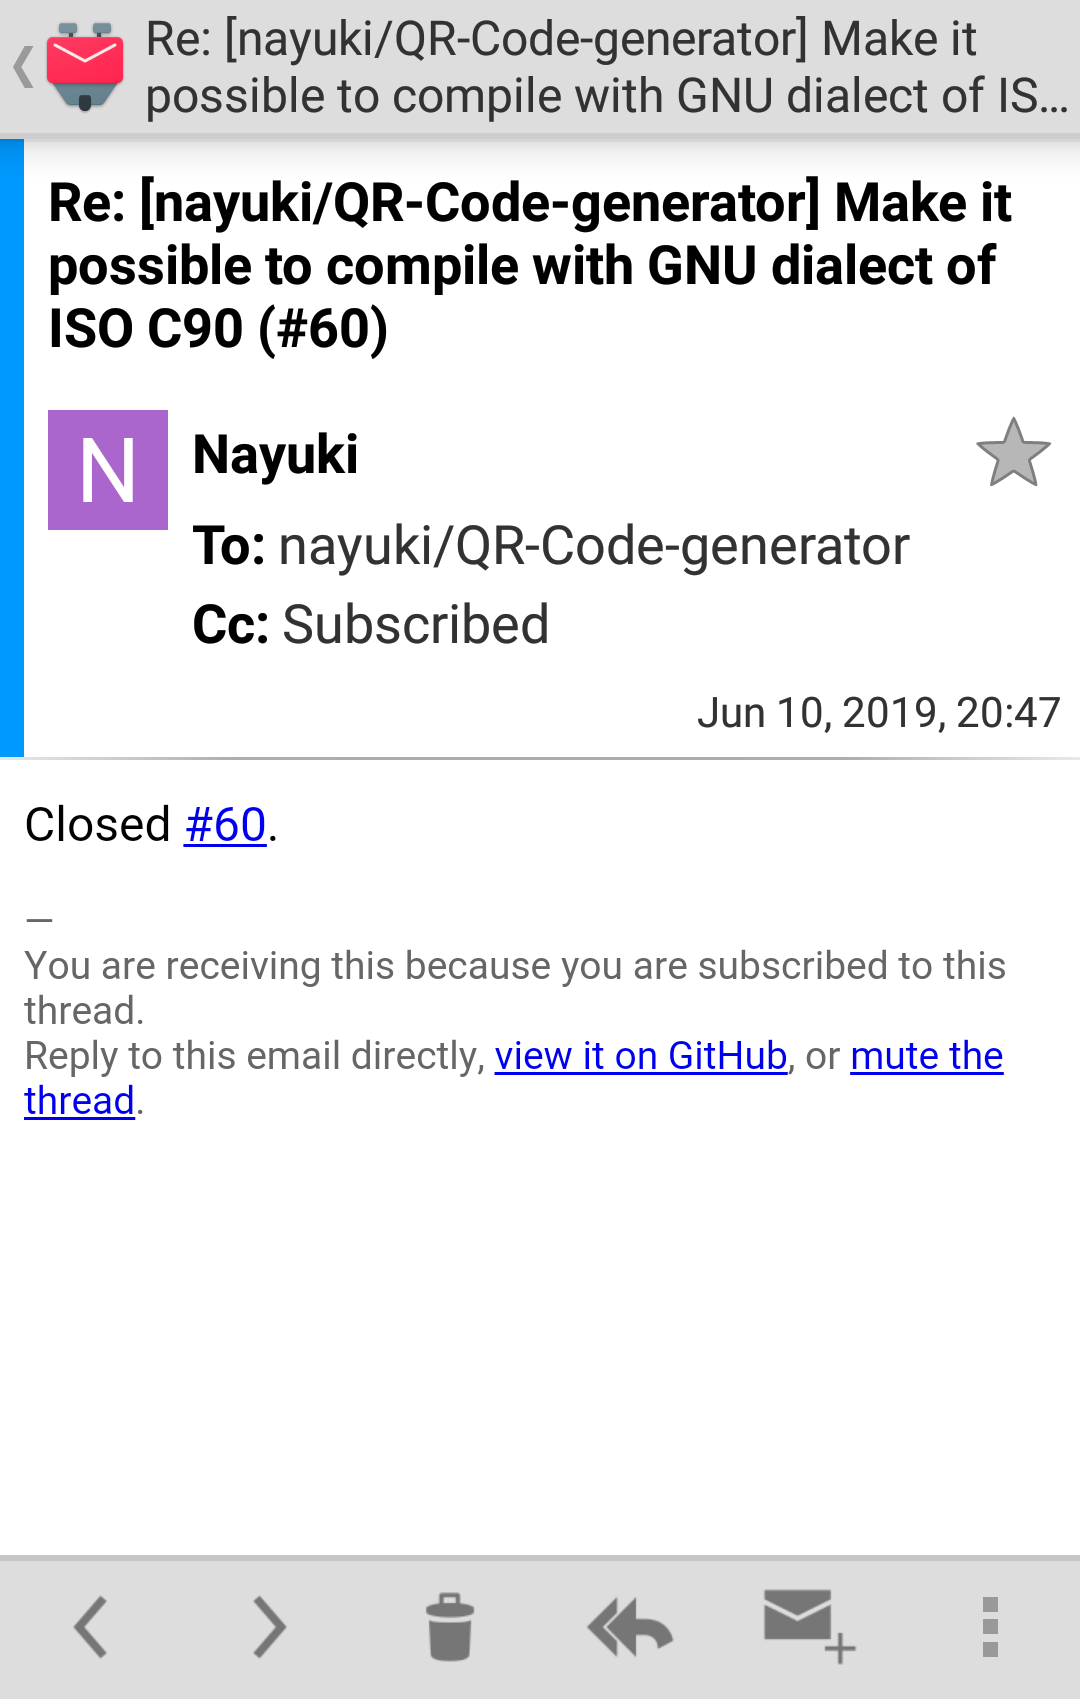 Re: [nayuki/QR-Code-generator] Make it
possible to compile with GNU dialect of IS...
Re: [nayuki/QR-Code-generator] Make it
possible to compile with GNU dialect of
ISO C90 (#60)
N
Nayuki
To: nayuki/QR-Code-generator
Cc: Subscribed
Jun 10, 2019, 20:47
Closed #60.
—
You are receiving this because you are subscribed to this
thread.
Reply to this email directly, view it on GitHub, or mute the
thread.